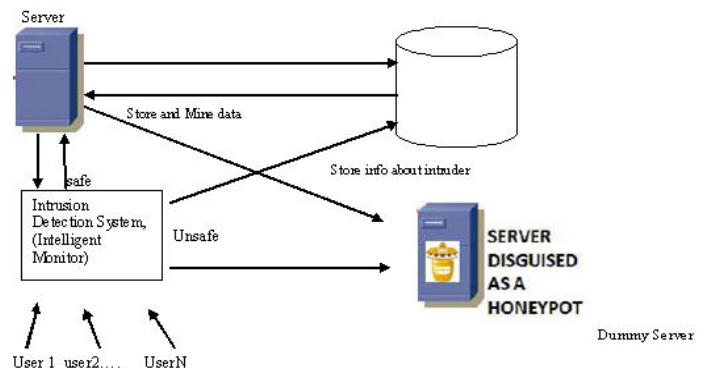 Server
Store and Mine data
Store info about intruder
safe
Intrusion
Detection System,
(Intelligent
Monitor)
Unsafe
SERVER
DISGUISED
AS A
HONEYPOT
Dummy Server
User 1 user2.... UserN